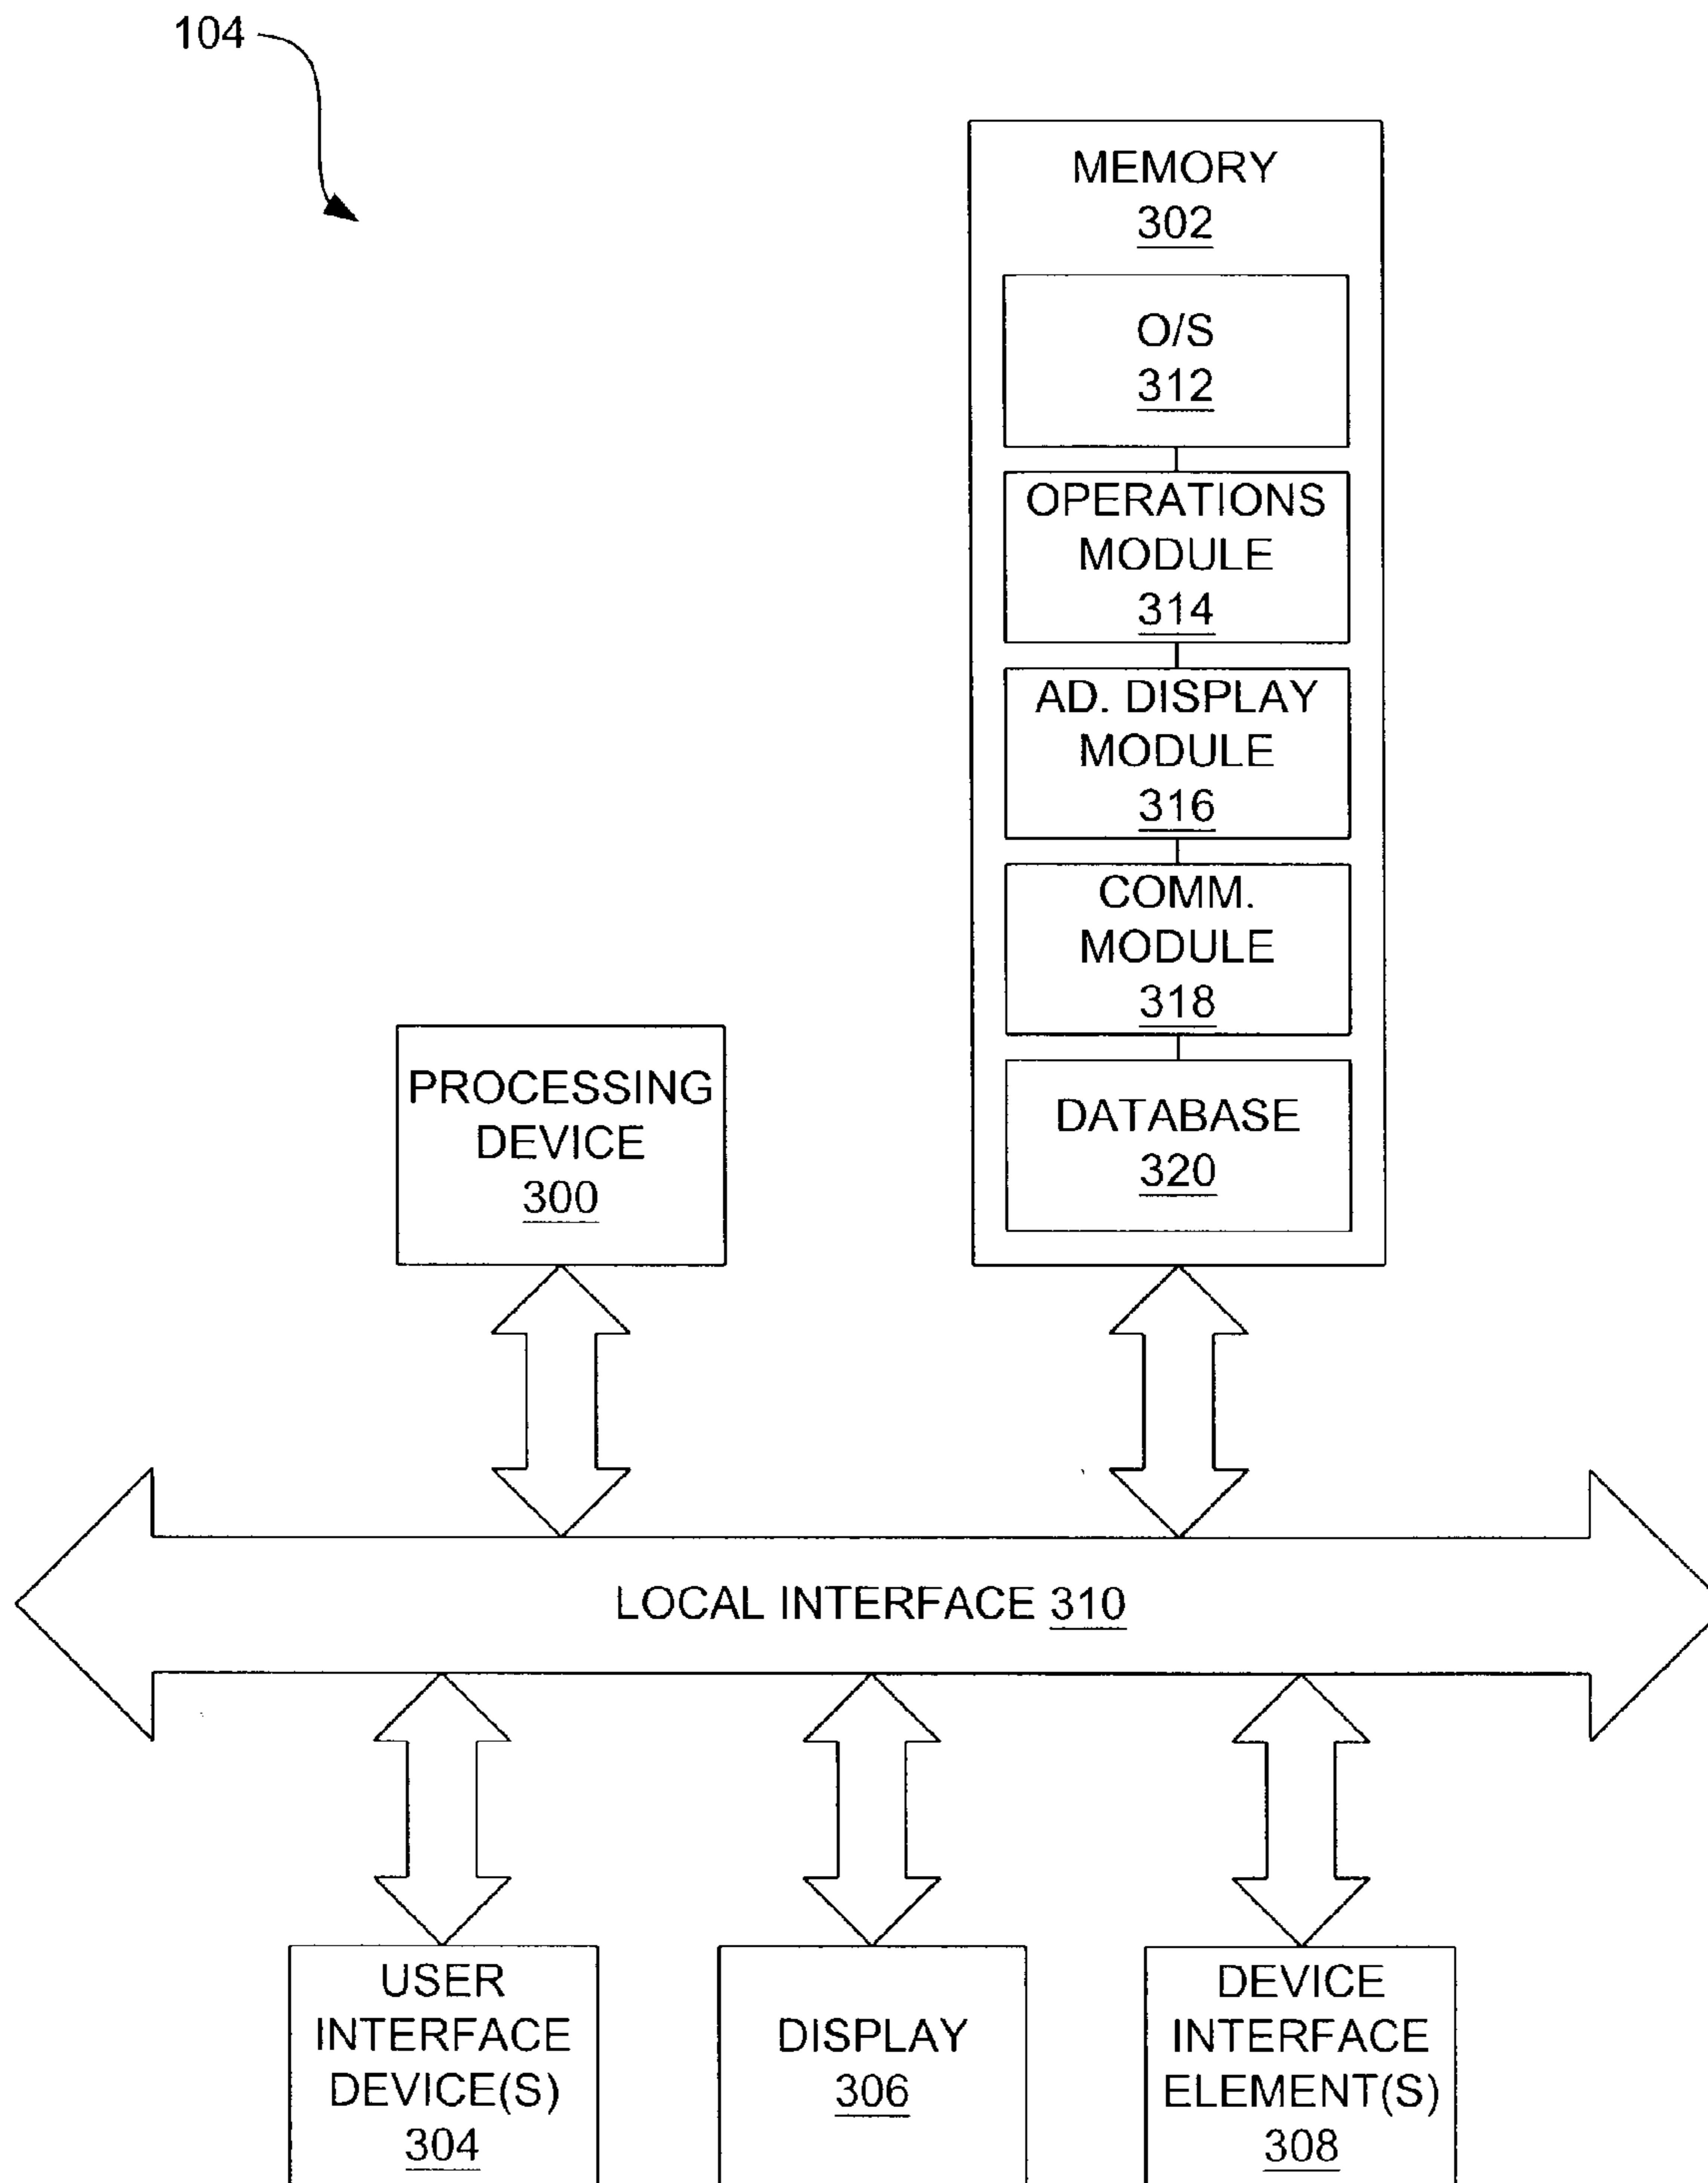 104
MEMORY
302
O/S
312
OPERATIONS
MODULE
314
AD. DISPLAY
MODULE
316
COMM.
MODULE
318
DATABASE
320
PROCESSING
DEVICE
300
LOCAL INTERFACE 310
USER
INTERFACE
DEVICE(S)
304
DISPLAY
306
DEVICE
INTERFACE
ELEMENT(S)
308